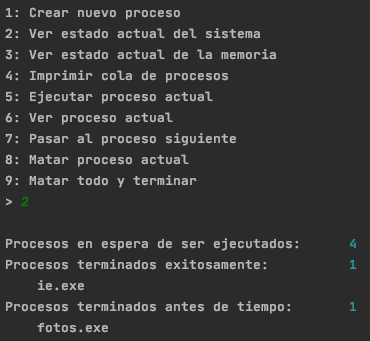 1: Crear nuevo proceso
2: Ver estado actual del sistema
3: Ver estado actual de la memoria
4: Imprimir cola de procesos
5: Ejecutar proceso actual
6: Ver proceso actual
7: Pasar al proceso siguiente
8: Matar proceso actual
9: Matar todo y terminar
> 2
Procesos en espera de ser ejecutados: 4
Procesos terminados exitosamente: 1
ie.exe
Procesos terminados antes de tiempo: 1
fotos.exe